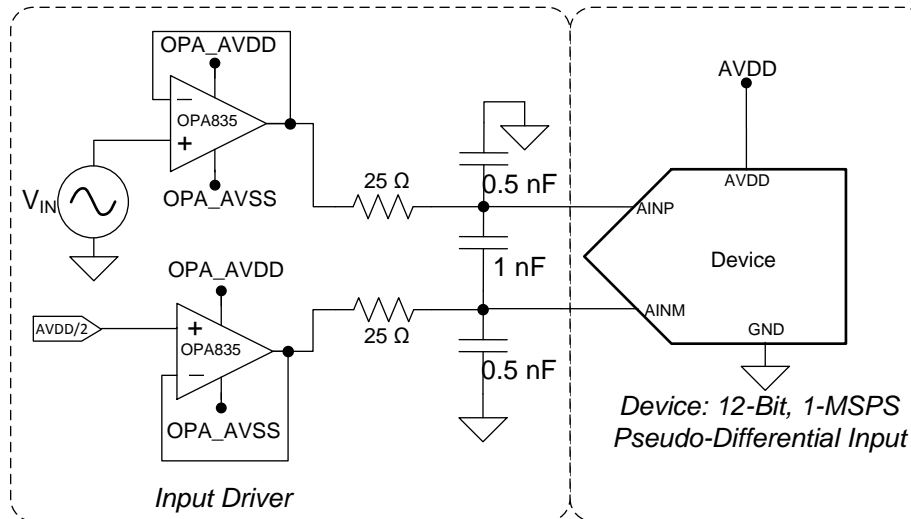 OPA_AVDD
−
OPA835
+
OPA_AVSS
VIN
25 Ω
0.5 nF
1 nF
OPA_AVDD
AVDD/2
+
OPA835
−
OPA_AVSS
25 Ω
0.5 nF
Input Driver
AVDD
AVDD
AINP
Device
AINM
GND
Device: 12-Bit, 1-MSPS
Pseudo-Differential Input